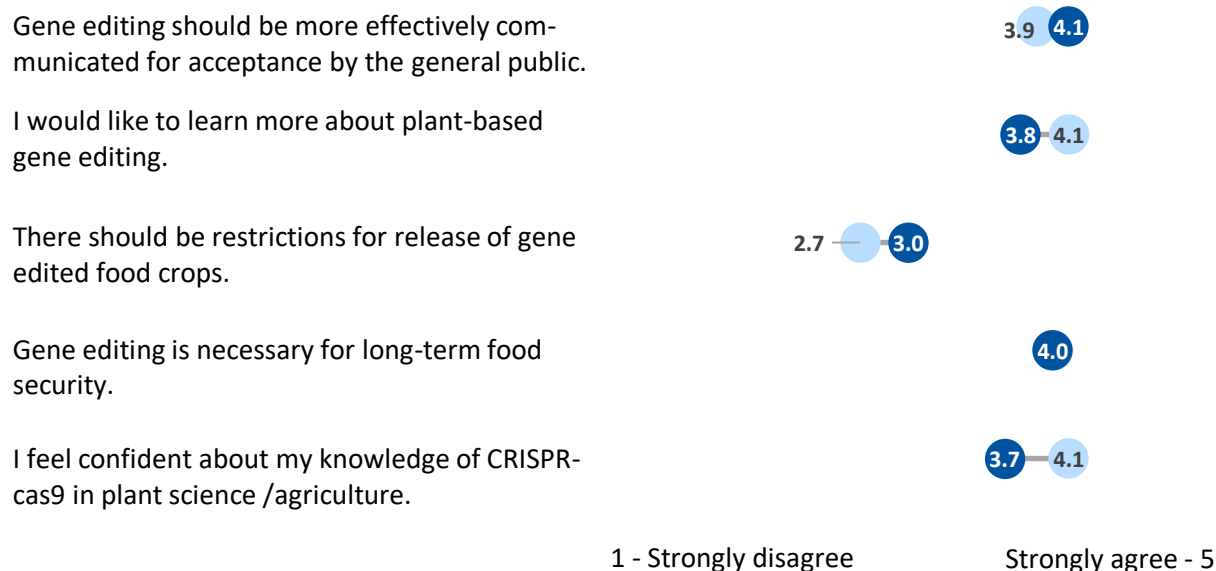 Gene editing should be more effectively com-
municated for acceptance by the general public.
3.9 4.1
I would like to learn more about plant-based
gene editing.
3.8 4.1
There should be restrictions for release of gene
edited food crops.
2.7 3.0
Gene editing is necessary for long-term food
security.
4.0
I feel confident about my knowledge of CRISPR-
cas9 in plant science /agriculture.
3.7 4.1
1 - Strongly disagree Strongly agree - 5